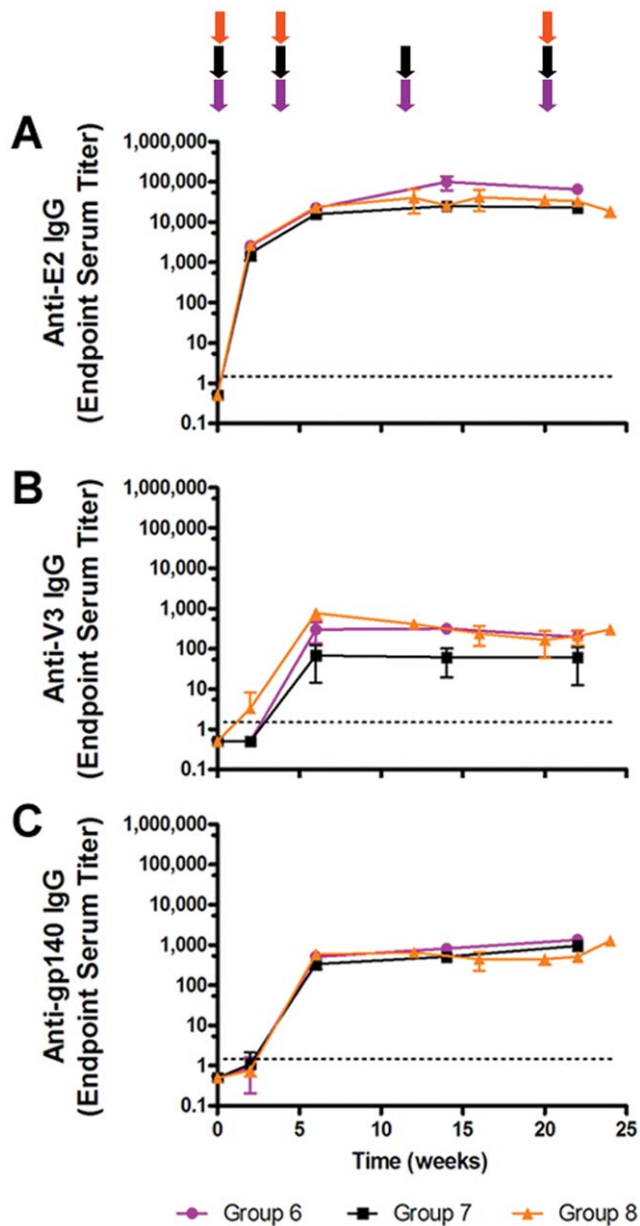 A
Anti-E2 IgG
(Endpoint Serum Titer)
1,000,000
100,000
10,000
1,000
100
10
1
0.1
B
Anti-V3 IgG
(Endpoint Serum Titer)
1,000,000
100,000
10,000
1,000
100
10
1
0.1
C
Anti-gp140 IgG
(Endpoint Serum Titer)
1,000,000
100,000
10,000
1,000
100
10
1
0.1
0 5 10 15 20 25
Time (weeks)
Group 6 Group 7 Group 8